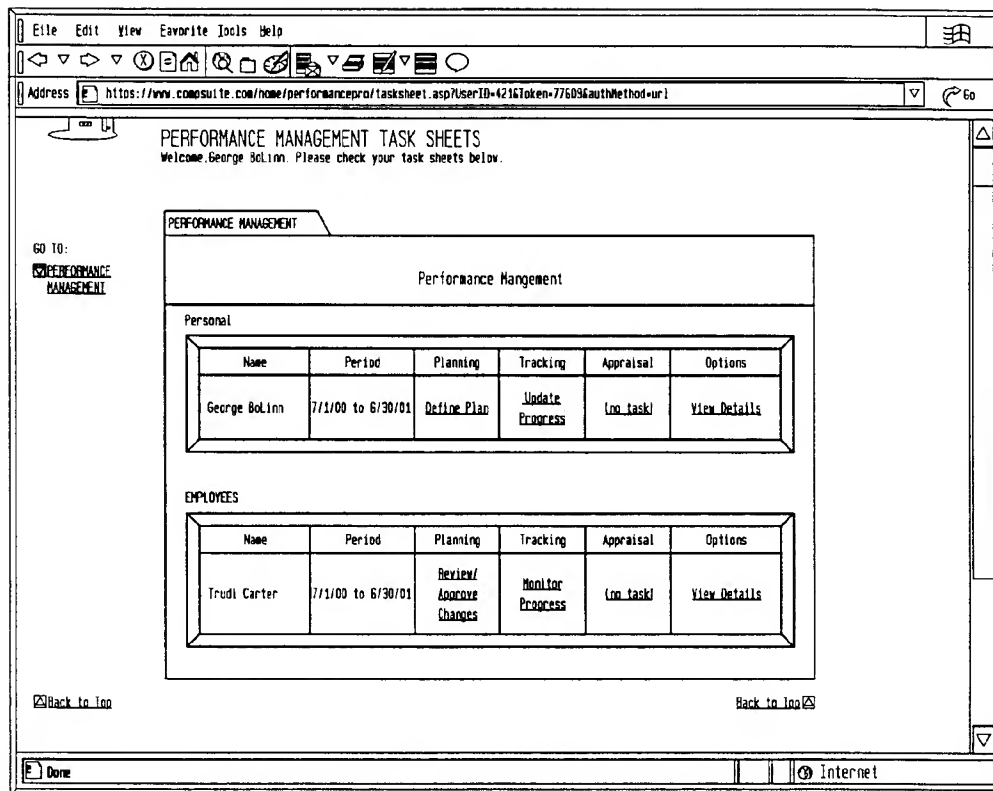 File Edit View Favorite Tools Help
Address https://www.compsuite.com/home/performancepro/tasksheet.asp?UserID=421&Token=77609&authMethod=url Go
PERFORMANCE MANAGEMENT TASK SHEETS
Welcome,George BoLinn. Please check your task sheets below.
PERFORMANCE MANAGEMENT
GO TO:
PERFORMANCE
MANAGEMENT
Performance Mangement
Personal
Name Period Planning Tracking Appraisal Options
George BoLinn 7/1/00 to 6/30/01 Define Plan Update Progress (no task) View Details
EMPLOYEES
Name Period Planning Tracking Appraisal Options
Trudi Carter 7/1/00 to 6/30/01 Review/ Approve Changes Monitor Progress (no task) View Details
Back to Top Back to Top
Done Internet